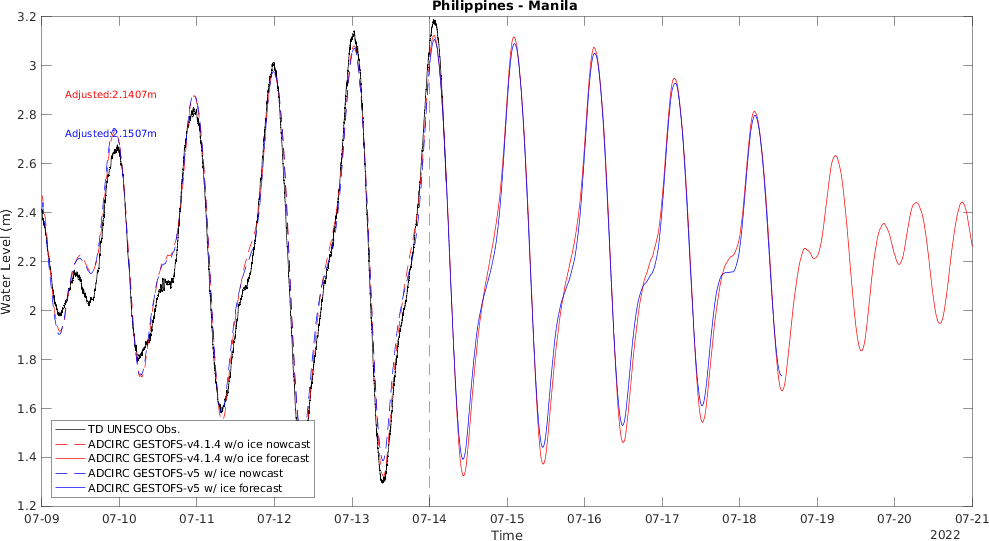 Philippines - Manila
3.2
3
2.8
2.6
2.4
2.2
2
1.8
1.6
1.4
1.2
Water Level (m)
Adjusted:2.1407m
Adjusted:2.1507m
TD UNESCO Obs.
ADCIRC GESTOFS-v4.1.4 w/o ice nowcast
ADCIRC GESTOFS-v4.1.4 w/o ice forecast
ADCIRC GESTOFS-v5 w/ ice nowcast
ADCIRC GESTOFS-v5 w/ ice forecast
07-09 07-10 07-11 07-12 07-13 07-14 07-15 07-16 07-17 07-18 07-19 07-20 07-21
Time
2022